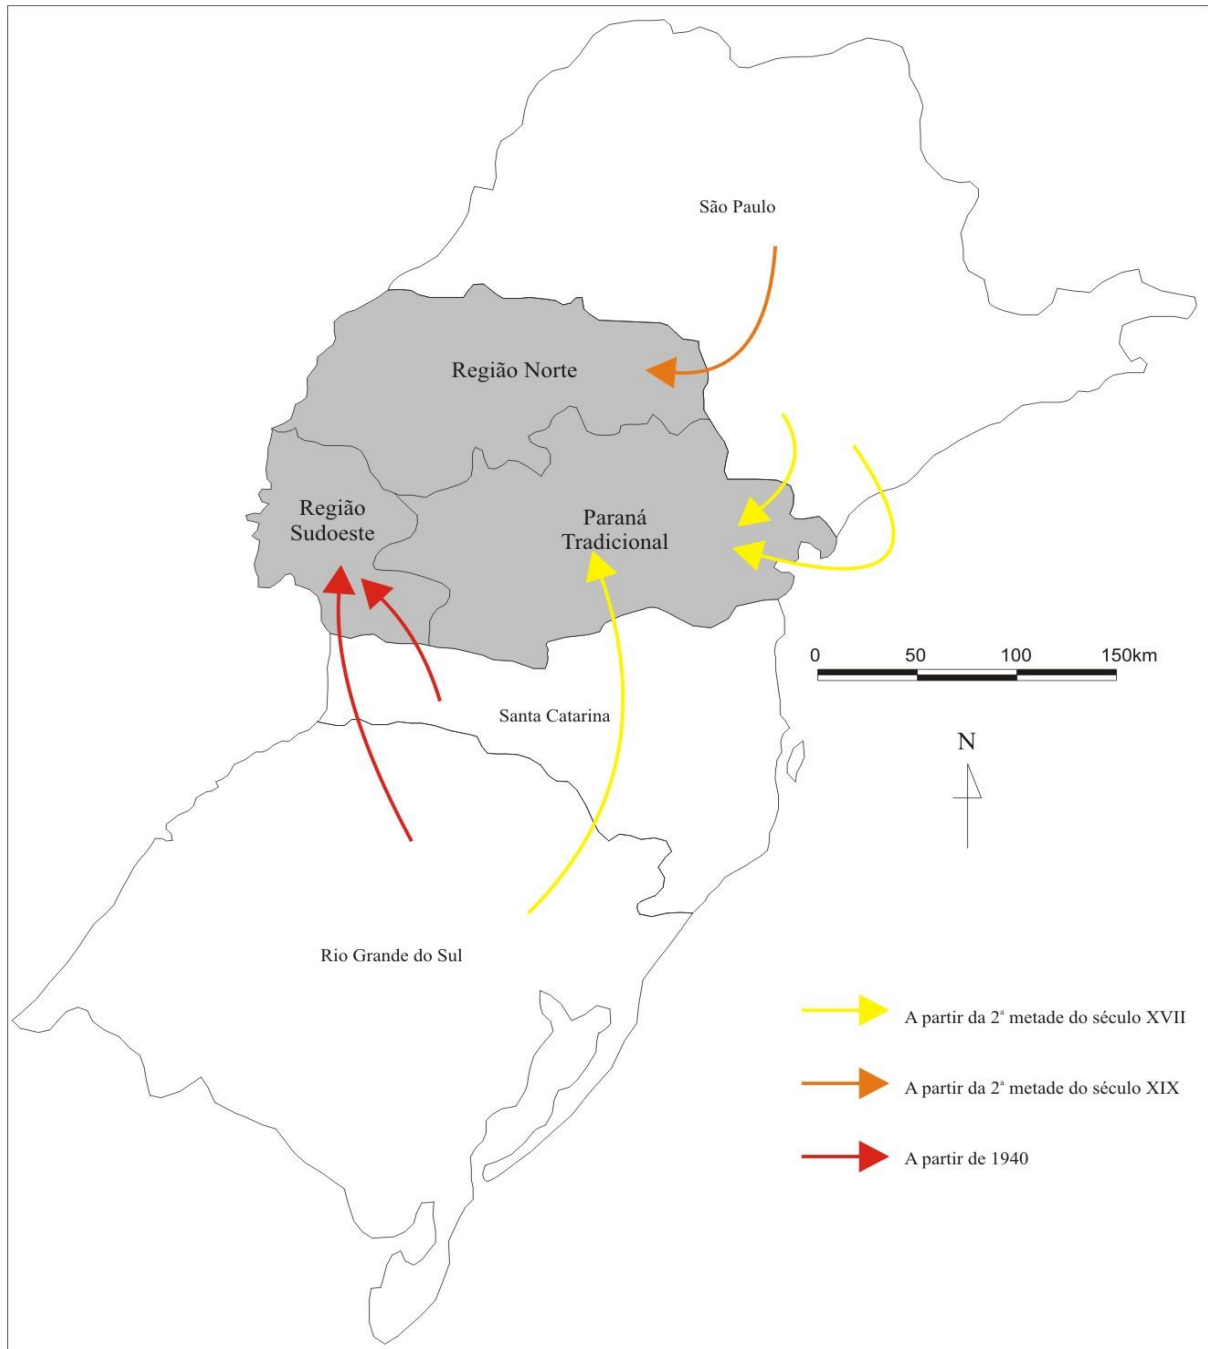 São Paulo
Região Norte
Região
Sudoeste
Paraná
Tradicional
0 50 100 150km
Santa Catarina
N
Rio Grande do Sul
A partir da 2ª metade do século XVII
A partir da 2ª metade do século XIX
A partir de 1940